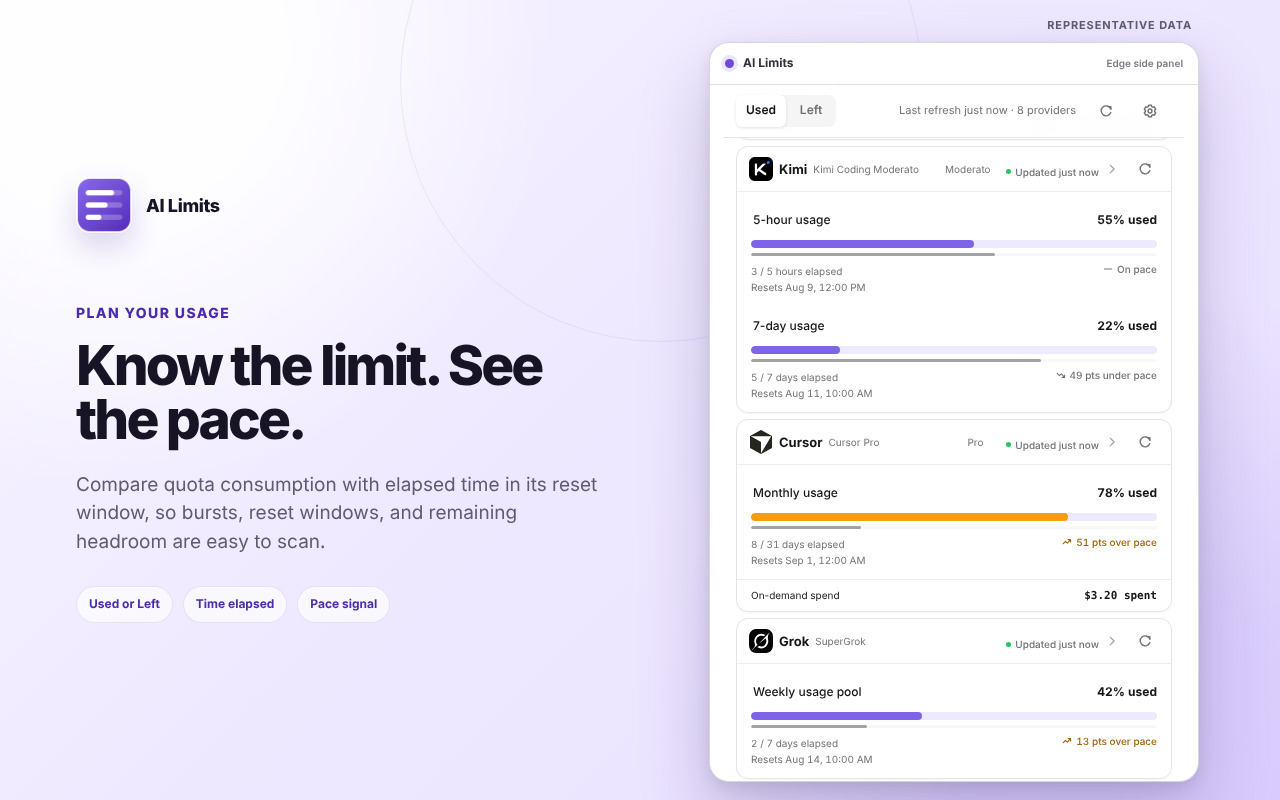 AI Limits
PLAN YOUR USAGE
Know the limit. See
the pace.
Compare quota consumption with elapsed time in its reset
window, so bursts, reset windows, and remaining
headroom are easy to scan.
Used or Left
Time elapsed
Pace signal
REPRESENTATIVE DATA
AI Limits
Edge side panel
Used
Left
Last refresh just now · 8 providers
Kimi Kimi Coding Moderato Moderato Updated just now
5-hour usage 55% used
3 / 5 hours elapsed — On pace
Resets Aug 9, 12:00 PM
7-day usage 22% used
5 / 7 days elapsed 49 pts under pace
Resets Aug 11, 10:00 AM
Cursor Cursor Pro Pro Updated just now
Monthly usage 78% used
8 / 31 days elapsed 51 pts over pace
Resets Sep 1, 12:00 AM
On-demand spend $3.20 spent
Grok SuperGrok Updated just now
Weekly usage pool 42% used
2 / 7 days elapsed 13 pts over pace
Resets Aug 14, 10:00 AM